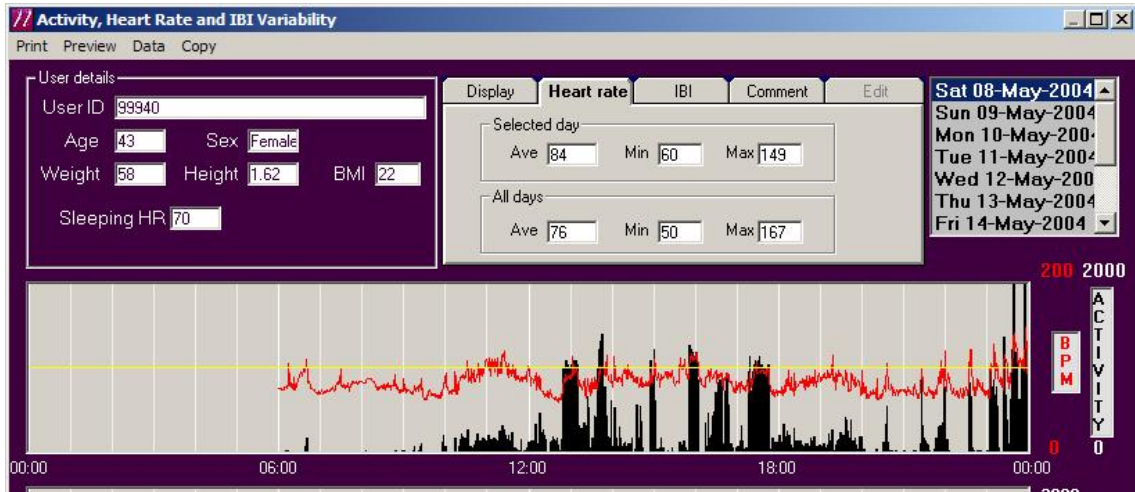 Activity, Heart Rate and IBI Variability
Print Preview Data Copy
User details
User ID 99940
Age 43 Sex Female
Weight 58 Height 1.62 BMI 22
Sleeping HR 70
Display Heart rate IBI Comment Edit
Selected day
Ave 84 Min 60 Max 149
All days
Ave 76 Min 50 Max 167
Sat 08-May-2004
Sun 09-May-2004
Mon 10-May-200
Tue 11-May-2004
Wed 12-May-200
Thu 13-May-2004
Fri 14-May-2004
200 2000
BPM
ACTIVITY
0 0
00:00 06:00 12:00 18:00 00:00